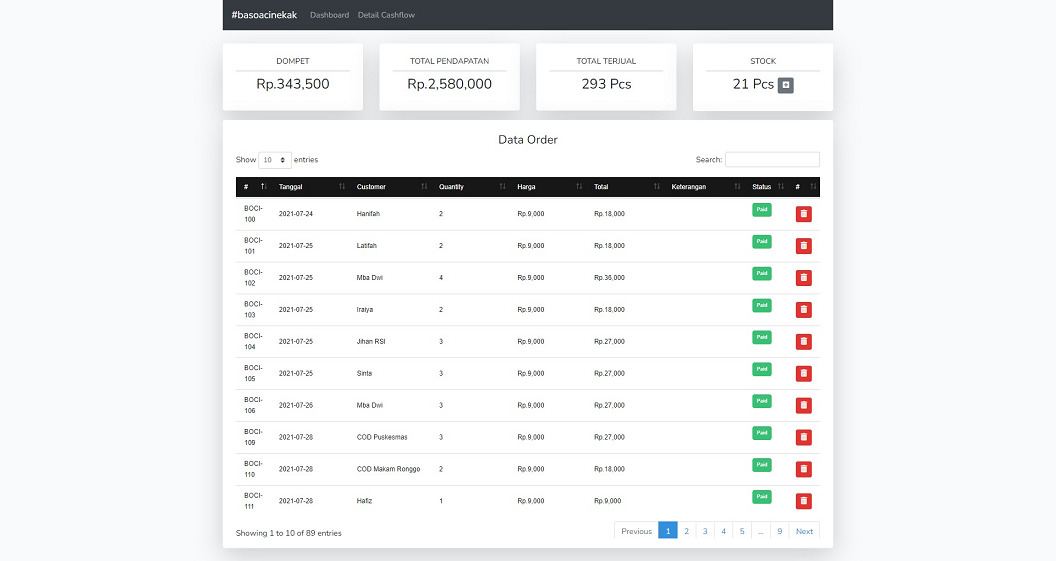 #basoacinekak Dashboard Detail Cashflow
DOMPET TOTAL PENDAPATAN TOTAL TERJUAL STOCK
Rp.343,500 Rp.2,580,000 293 Pcs 21 Pcs
Data Order
Show 10 entries Search:
# Tanggal Customer Quantity Harga Total Keterangan Status #
BOCI-100 2021-07-24 Hanifah 2 Rp.9,000 Rp.18,000 Paid
BOCI-101 2021-07-25 Latifah 2 Rp.9,000 Rp.18,000 Paid
BOCI-102 2021-07-25 Mba Dwi 4 Rp.9,000 Rp.36,000 Paid
BOCI-103 2021-07-25 Iraiya 2 Rp.9,000 Rp.18,000 Paid
BOCI-104 2021-07-25 Jihan RSI 3 Rp.9,000 Rp.27,000 Paid
BOCI-105 2021-07-25 Sinta 3 Rp.9,000 Rp.27,000 Paid
BOCI-106 2021-07-26 Mba Dwi 3 Rp.9,000 Rp.27,000 Paid
BOCI-109 2021-07-28 COD Puskesmas 3 Rp.9,000 Rp.27,000 Paid
BOCI-110 2021-07-28 COD Makam Ronggo 2 Rp.9,000 Rp.18,000 Paid
BOCI-111 2021-07-28 Hafiz 1 Rp.9,000 Rp.9,000 Paid
Showing 1 to 10 of 89 entries Previous 1 2 3 4 5 ... 9 Next